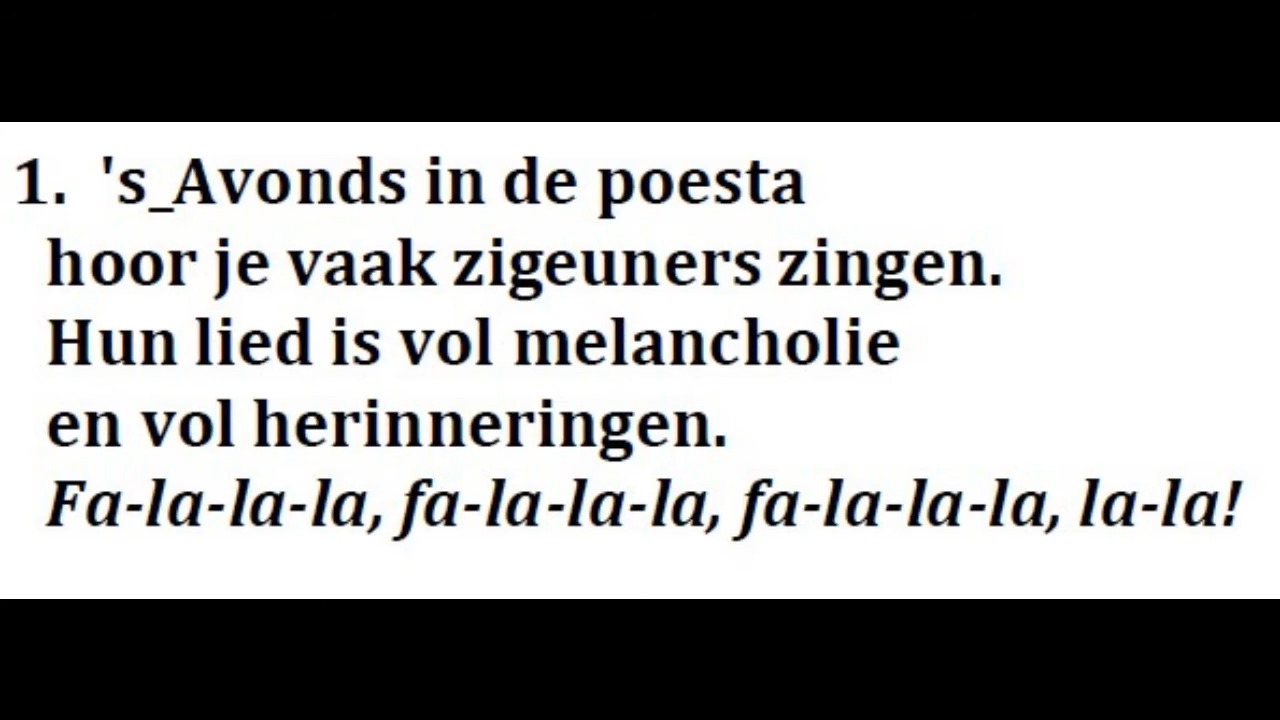 1. 's_Avonds in de poesta
hoor je vaak zigeuners zingen.
Hun lied is vol melancholie
en vol herinneringen.
Fa-la-la-la, fa-la-la-la, fa-la-la-la, la-la!